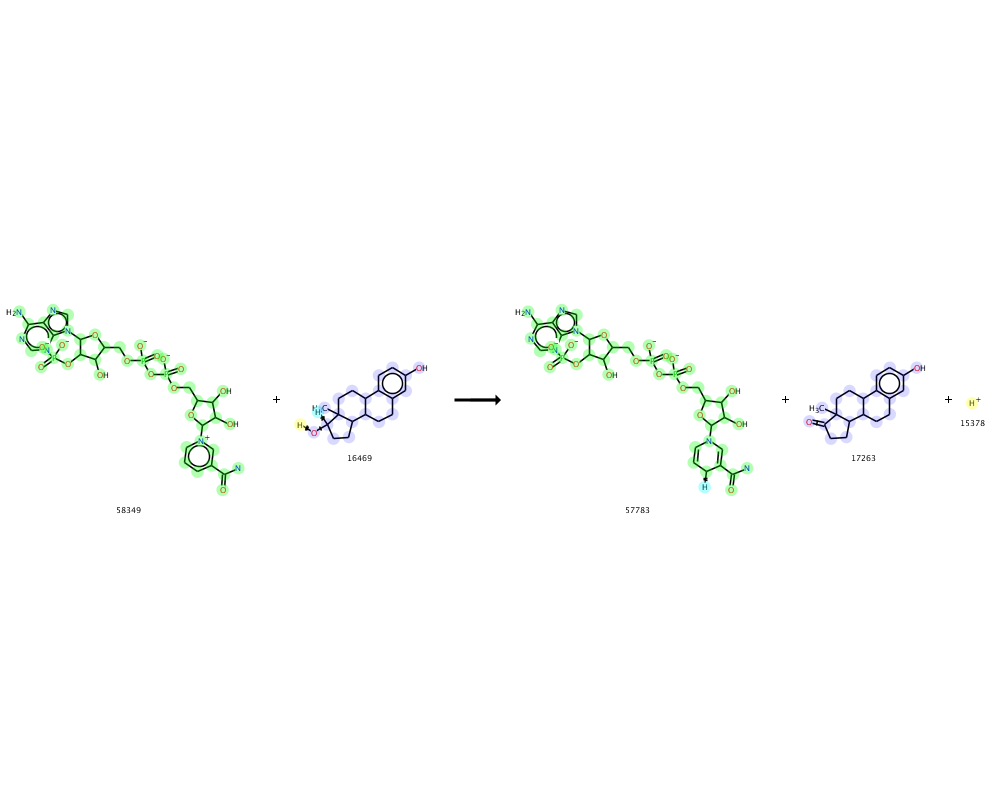 H₂N N N N N O O O⁻ O⁻ P O O OH O O⁻ P O O⁻ O P O O OH OH O N⁺ N O
58349
+
H₃C H H O OH
16469
H₂N N N N N O O O⁻ O⁻ P O O OH O O⁻ P O O⁻ O P O O OH OH O N N O H
57783
+
H₃C O OH
17263
+
H⁺
15378